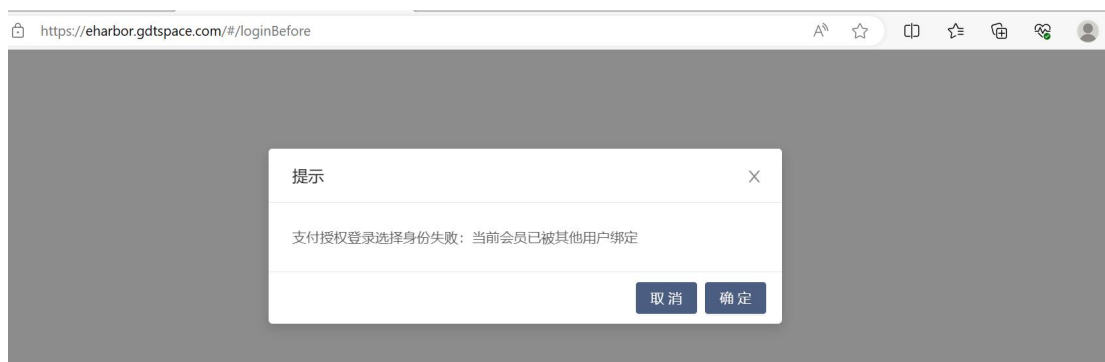 https://eharbor.gdtspace.com/#/loginBefore
提示
支付授权登录选择身份失败：当前会员已被其他用户绑定
取消 确定